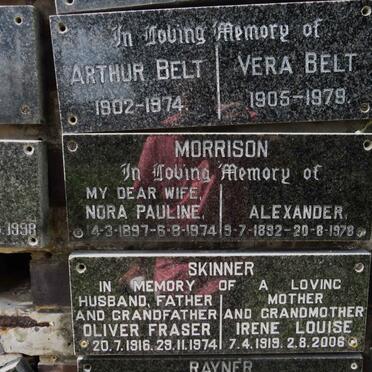 In Loving Memory of
ARTHUR BELT VERA BELT
1902-1974. 1905-1979.
MORRISON
In Loving Memory of
MY DEAR WIFE,
NORA PAULINE, ALEXANDER,
14-3-1897-6-8-1974 9-7-1892-20-8-1978
1998
SKINNER
IN MEMORY OF A LOVING
HUSBAND, FATHER MOTHER
AND GRANDFATHER AND GRANDMOTHER
OLIVER FRASER IRENE LOUISE
20.7.1916. 29.11.1974 7.4.1919. 2.8.2006
RAYNER